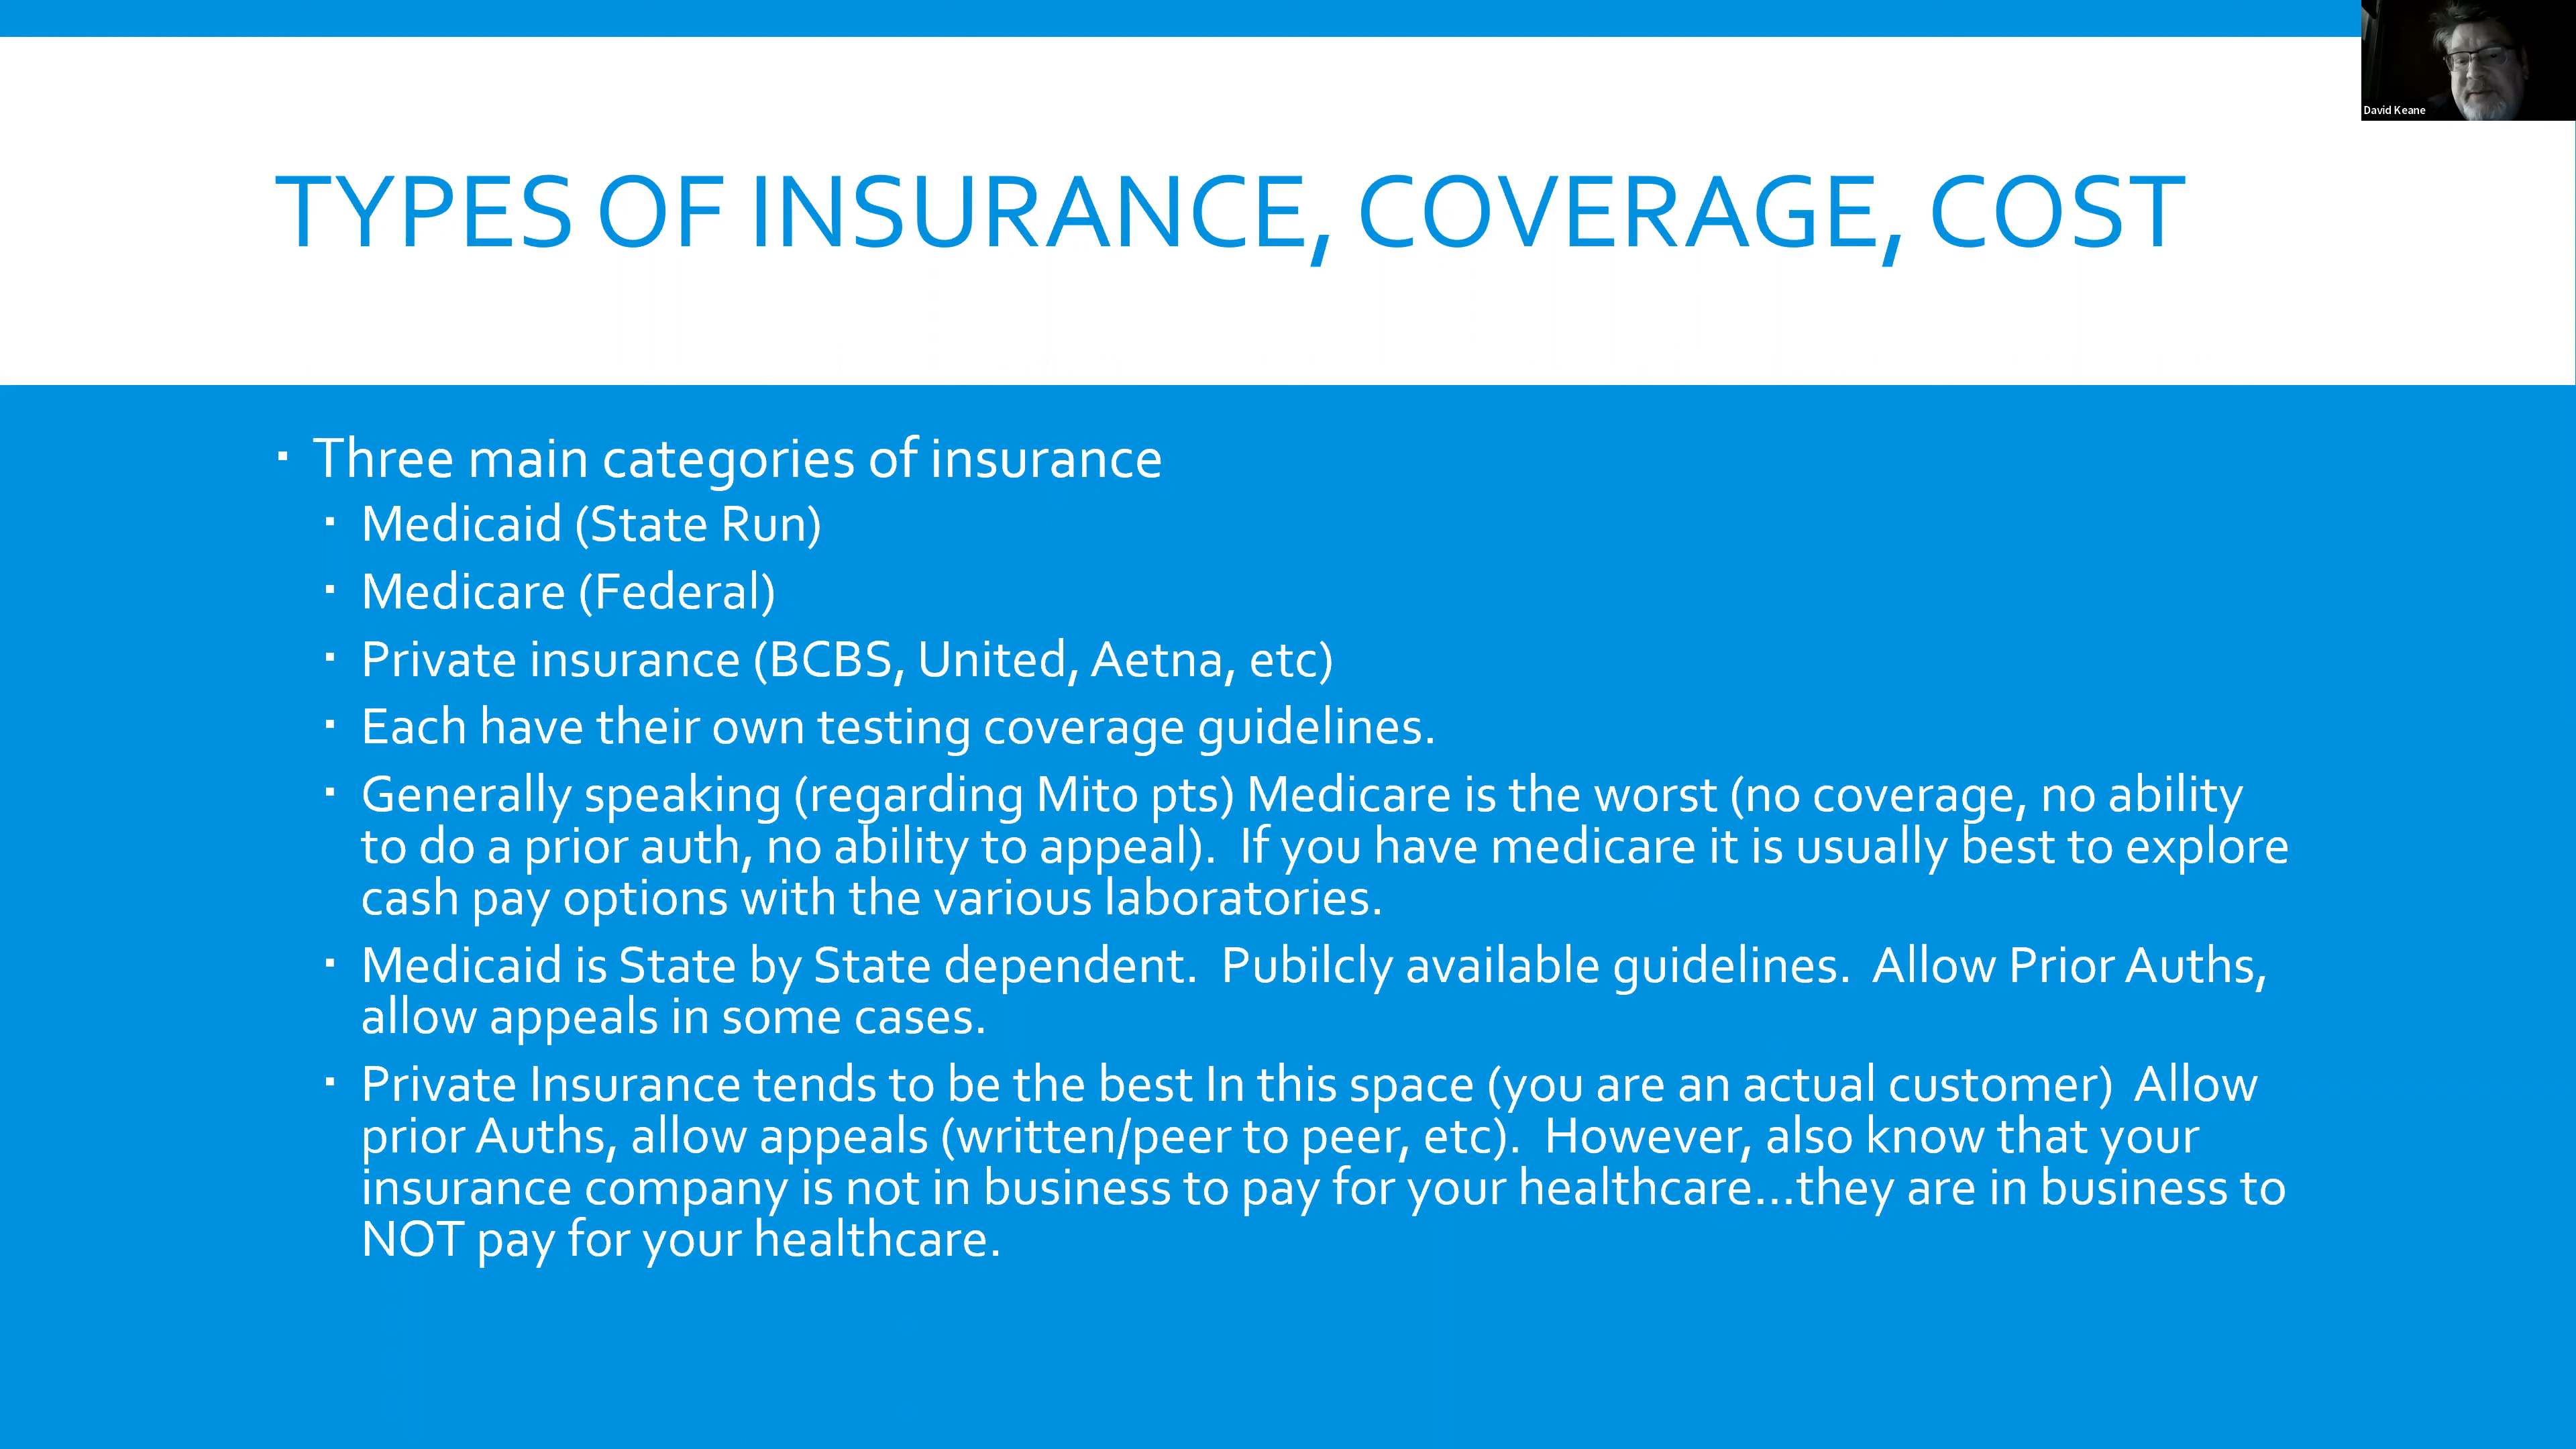 David Keane
TYPES OF INSURANCE, COVERAGE, COST
▪ Three main categories of insurance
▪ Medicaid (State Run)
▪ Medicare (Federal)
▪ Private insurance (BCBS, United, Aetna, etc)
▪ Each have their own testing coverage guidelines.
▪ Generally speaking (regarding Mito pts) Medicare is the worst (no coverage, no ability
to do a prior auth, no ability to appeal).  If you have medicare it is usually best to explore
cash pay options with the various laboratories.
▪ Medicaid is State by State dependent.  Pubilcly available guidelines.  Allow Prior Auths,
allow appeals in some cases.
▪ Private Insurance tends to be the best In this space (you are an actual customer)  Allow
prior Auths, allow appeals (written/peer to peer, etc).  However, also know that your
insurance company is not in business to pay for your healthcare...they are in business to
NOT pay for your healthcare.